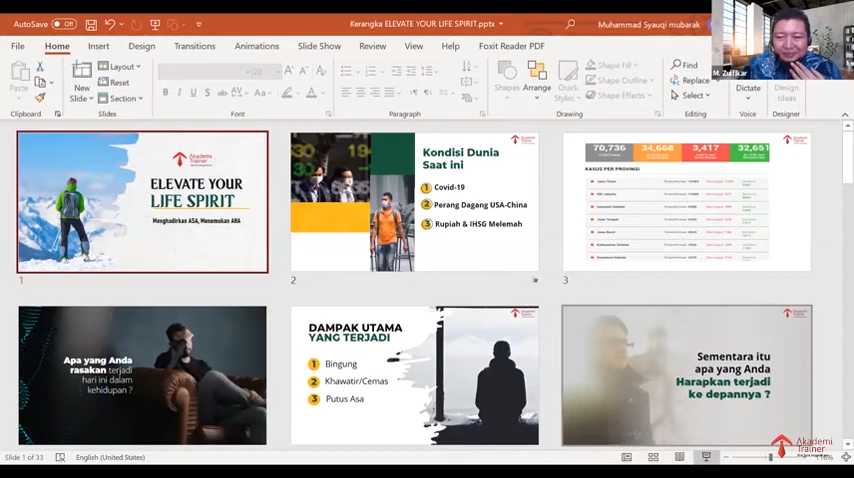 AutoSave Off
Kerangka ELEVATE YOUR LIFE SPIRIT.pptx
Muhammad Syauqi mubarak
File Home Insert Design Transitions Animations Slide Show Review View Help Foxit Reader PDF
Paste
New Slide
Layout
Reset
Section
Shapes
Arrange
Quick Styles
Shape Fill
Shape Outline
Shape Effects
Find
Replace
Select
Dictate
Design Ideas
Clipboard
Slides
Font
Paragraph
Drawing
Editing
Voice
Designer
M. Zulfikar
Akademi Trainer
ELEVATE YOUR
LIFE SPIRIT
Menghadirkan ASA, Menemukan ARA
1
Kondisi Dunia
Saat ini
1 Covid-19
2 Perang Dagang USA-China
3 Rupiah & IHSG Melemah
2
70,736
34,668
3,417
32,651
KASUS PER PROVINSI
3
Apa yang Anda
rasakan terjadi
hari ini dalam
kehidupan ?
DAMPAK UTAMA
YANG TERJADI
1 Bingung
2 Khawatir/Cemas
3 Putus Asa
Sementara itu
apa yang Anda
Harapkan terjadi
ke depannya ?
Akademi
Trainer
Slide 1 of 33
English (United States)
116%